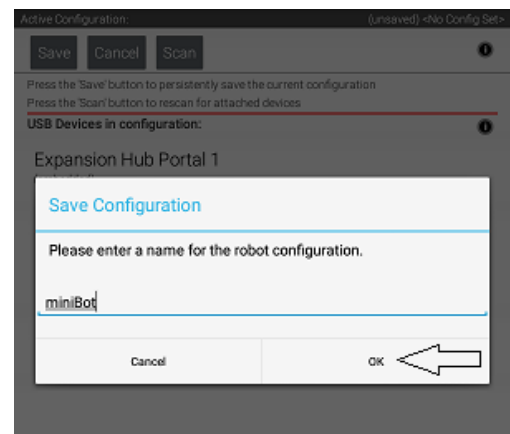 Active Configuration: (unsaved) <No Config Set>
Save Cancel Scan
Press the 'Save' button to persistently save the current configuration
Press the 'Scan' button to rescan for attached devices
USB Devices in configuration:
Expansion Hub Portal 1
Save Configuration
Please enter a name for the robot configuration.
miniBot
Cancel OK